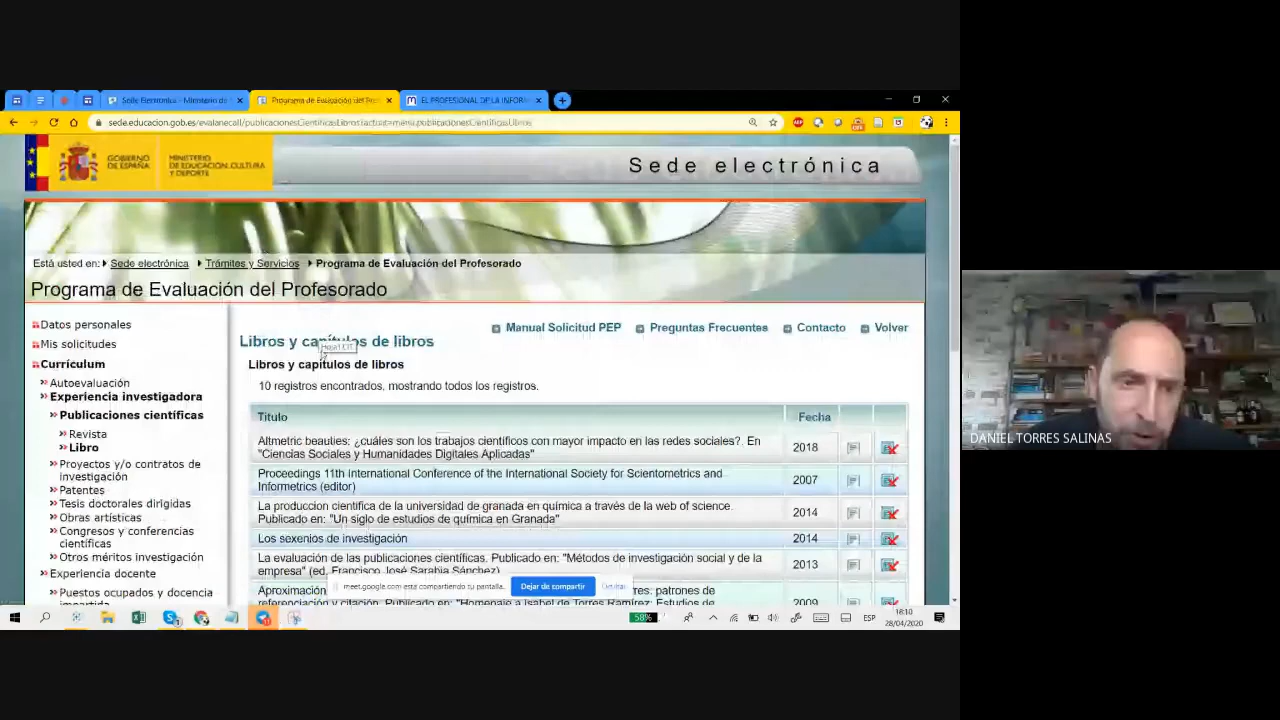 Sede Electrónica - Ministerio de
Programa de Evaluación del Pro
EL PROFESIONAL DE LA INFOR
sede.educacion.gob.es/evalanecall/publicacionesCientificasLibros
GOBIERNO DE ESPAÑA
MINISTERIO DE EDUCACIÓN, CULTURA Y DEPORTE
Sede electrónica
Está usted en: Sede electrónica Trámites y Servicios Programa de Evaluación del Profesorado
Programa de Evaluación del Profesorado
Datos personales
Mis solicitudes
Currículum
Autoevaluación
Experiencia investigadora
Publicaciones científicas
Revista
Libro
Proyectos y/o contratos de
investigación
Patentes
Tesis doctorales dirigidas
Obras artísticas
Congresos y conferencias
científicas
Otros méritos investigación
Experiencia docente
Puestos ocupados y docencia
impartida
Manual Solicitud PEP Preguntas Frecuentes Contacto Volver
Libros y capítulos de libros
Libros y capítulos de libros
10 registros encontrados, mostrando todos los registros.
Titulo Fecha
Altmetric beauties: ¿cuáles son los trabajos científicos con mayor impacto en las redes sociales?. En
"Ciencias Sociales y Humanidades Digitales Aplicadas" 2018
Proceedings 11th International Conference of the International Society for Scientometrics and
Informetrics (editor) 2007
La produccion cientifica de la universidad de granada en química a través de la web of science.
Publicado en: "Un siglo de estudios de química en Granada" 2014
Los sexenios de investigación 2014
La evaluación de las publicaciones científicas. Publicado en: "Métodos de investigación social y de la
empresa" (ed. Francisco José Sarabia Sánchez) 2013
Aproximación res: patrones de
referenciación y citación. Publicado en: "Homenaje a Isabel de Torres Ramírez: Estudios de 2009
meet.google.com está compartiendo tu pantalla.
Dejar de compartir
Ocultar
58%
ESP
18:10
28/04/2020
DANIEL TORRES SALINAS